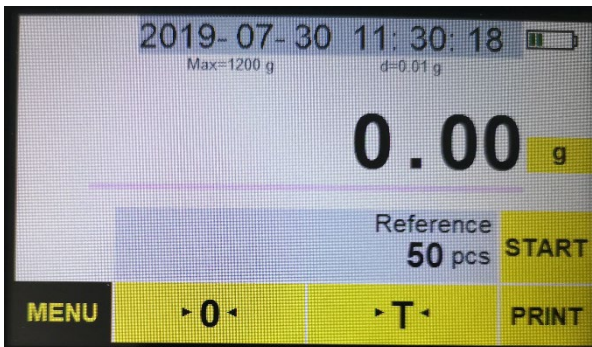 2019-07-30 11:30:18
Max=1200 g d=0.01 g
0.00 g
Reference
50 pcs START
MENU ▸0◂ ▸T◂ PRINT